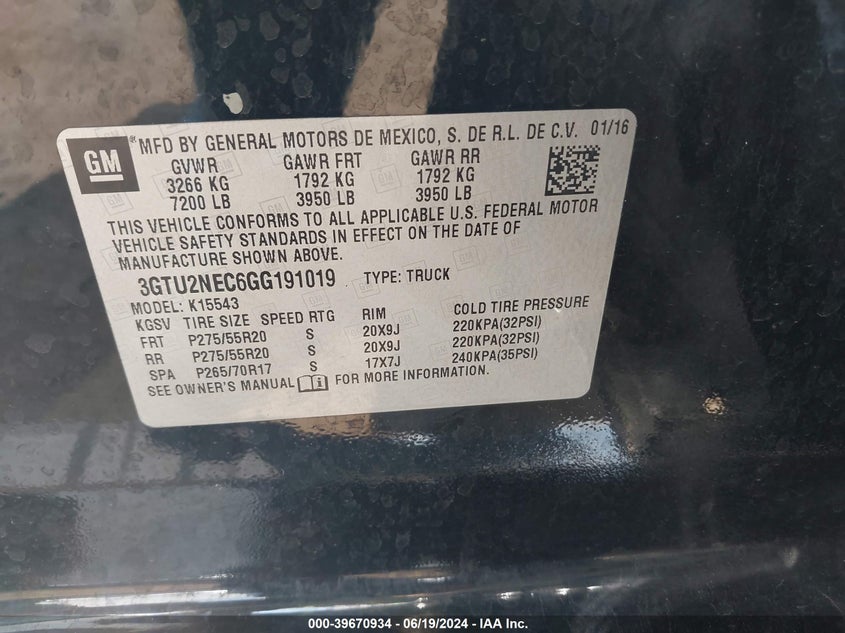 GM ® MFD BY GENERAL MOTORS DE MEXICO, S. DE R.L. DE C.V. 01/16
GVWR GAWR FRT GAWR RR
3266 KG 1792 KG 1792 KG
7200 LB 3950 LB 3950 LB
THIS VEHICLE CONFORMS TO ALL APPLICABLE U.S. FEDERAL MOTOR
VEHICLE SAFETY STANDARDS IN EFFECT ON THE DATE OF
MANUFACTURE SHOWN ABOVE.
3GTU2NEC6GG191019 TYPE: TRUCK
MODEL: K15543
KGSV TIRE SIZE SPEED RTG RIM COLD TIRE PRESSURE
FRT P275/55R20 S 20X9J 220KPA(32PSI)
RR P275/55R20 S 20X9J 220KPA(32PSI)
SPA P265/70R17 S 17X7J 240KPA(35PSI)
SEE OWNER'S MANUAL FOR MORE INFORMATION.
000-39670934 - 06/19/2024 - IAA Inc.